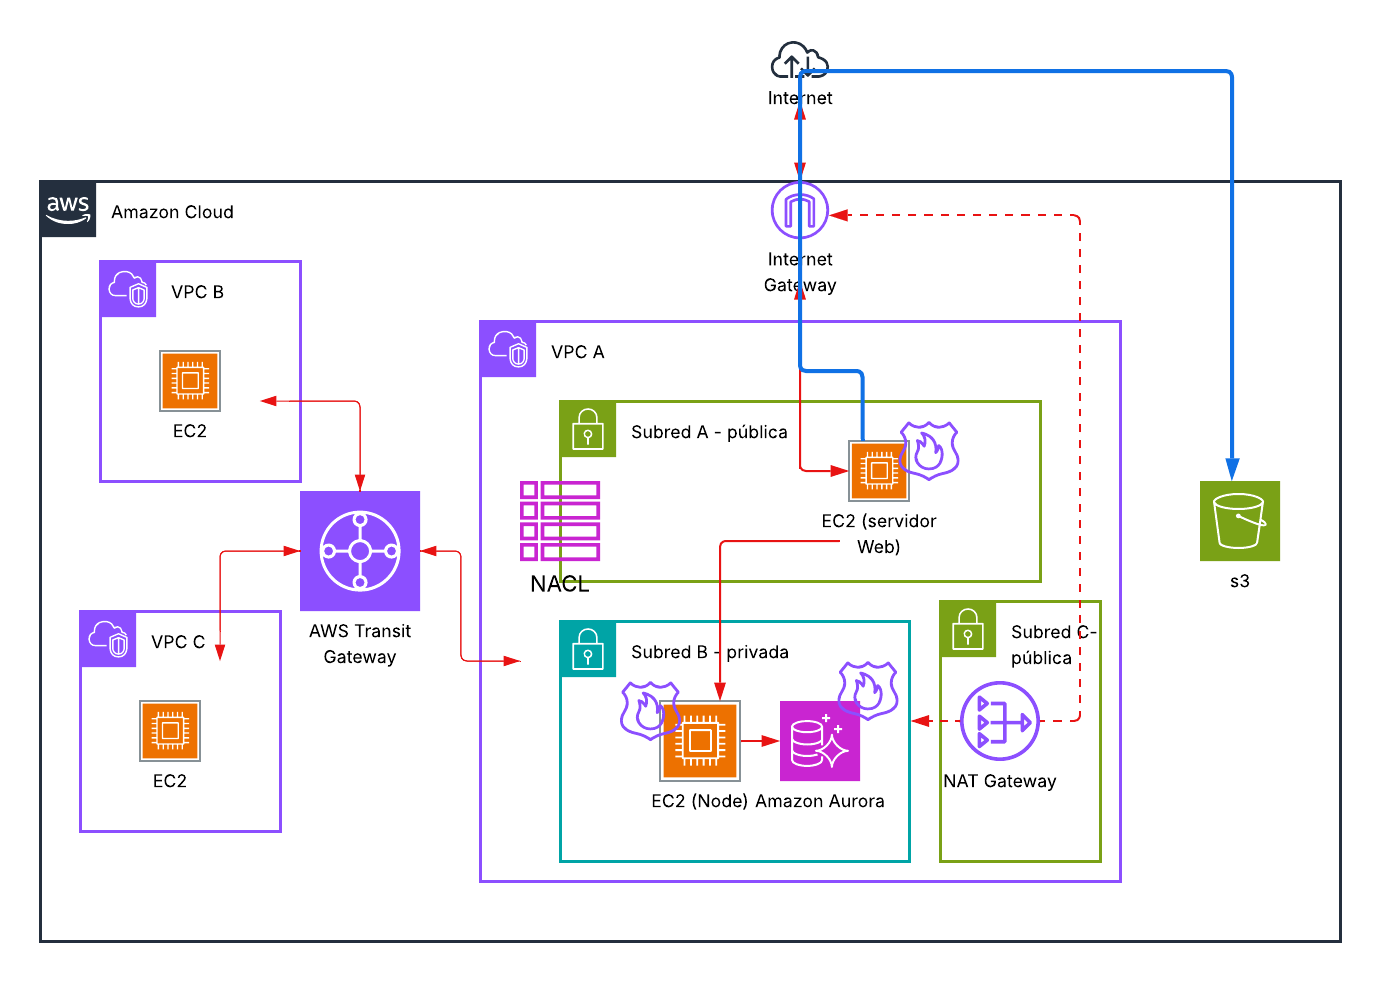 Internet
aws
Amazon Cloud
Internet
Gateway
VPC B
EC2
VPC A
Subred A - pública
EC2 (servidor
Web)
NACL
s3
AWS Transit
Gateway
VPC C
EC2
Subred B - privada
Subred C-
pública
EC2 (Node)
Amazon Aurora
NAT Gateway